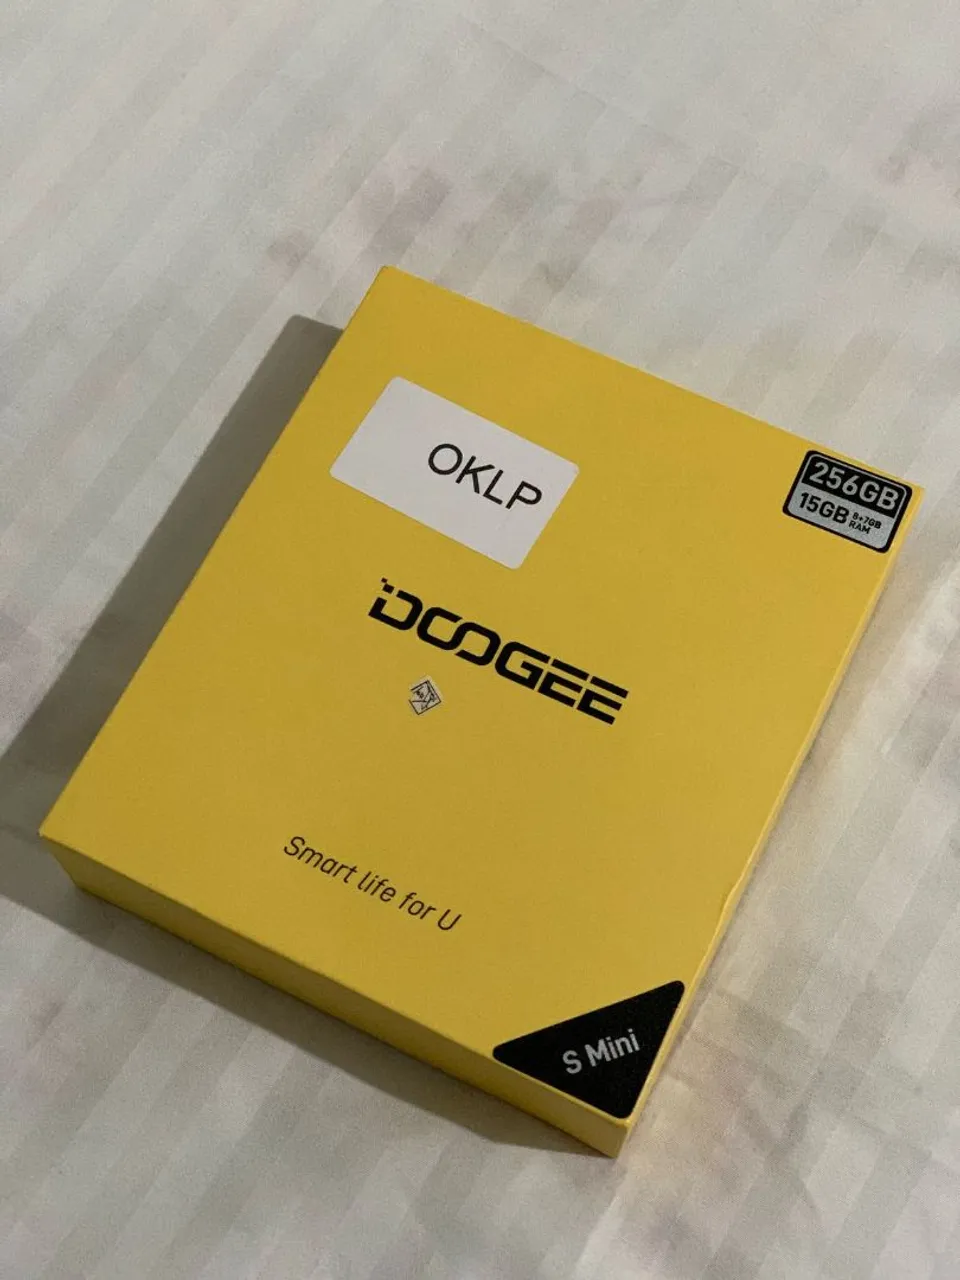 OKLP
256GB
15GB 8+7GB RAM
DOOGEE
Smart life for U
S Mini